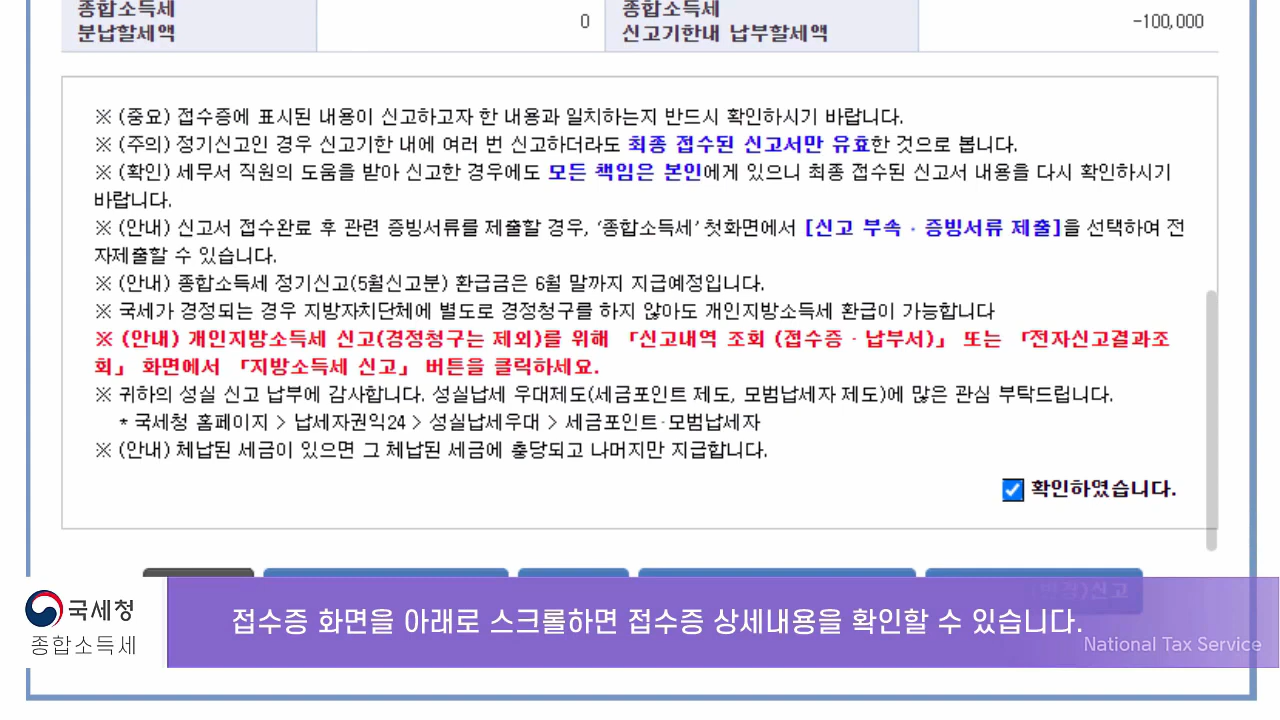 종합소득세
분납할세액
0
종합소득세
신고기한내 납부할세액
-100,000
※ (중요) 접수증에 표시된 내용이 신고하고자 한 내용과 일치하는지 반드시 확인하시기 바랍니다.
※ (주의) 정기신고인 경우 신고기한 내에 여러 번 신고하더라도 최종 접수된 신고서만 유효한 것으로 봅니다.
※ (확인) 세무서 직원의 도움을 받아 신고한 경우에도 모든 책임은 본인에게 있으니 최종 접수된 신고서 내용을 다시 확인하시기
바랍니다.
※ (안내) 신고서 접수완료 후 관련 증빙서류를 제출할 경우, '종합소득세' 첫화면에서 [신고 부속·증빙서류 제출]을 선택하여 전
자제출할 수 있습니다.
※ (안내) 종합소득세 정기신고(5월신고분) 환급금은 6월 말까지 지급예정입니다.
※ 국세가 경정되는 경우 지방자치단체에 별도로 경정청구를 하지 않아도 개인지방소득세 환급이 가능합니다
※ (안내) 개인지방소득세 신고(경정청구는 제외)를 위해 「신고내역 조회 (접수증·납부서)」 또는 「전자신고결과조
회」 화면에서 「지방소득세 신고」 버튼을 클릭하세요.
※ 귀하의 성실 신고 납부에 감사합니다. 성실납세 우대제도(세금포인트 제도, 모범납세자 제도)에 많은 관심 부탁드립니다.
* 국세청 홈페이지 > 납세자권익24 > 성실납세우대 > 세금포인트·모범납세자
※ (안내) 체납된 세금이 있으면 그 체납된 세금에 충당되고 나머지만 지급합니다.
확인하였습니다.
신고
국세청
종합소득세
접수증 화면을 아래로 스크롤하면 접수증 상세내용을 확인할 수 있습니다.
National Tax Service